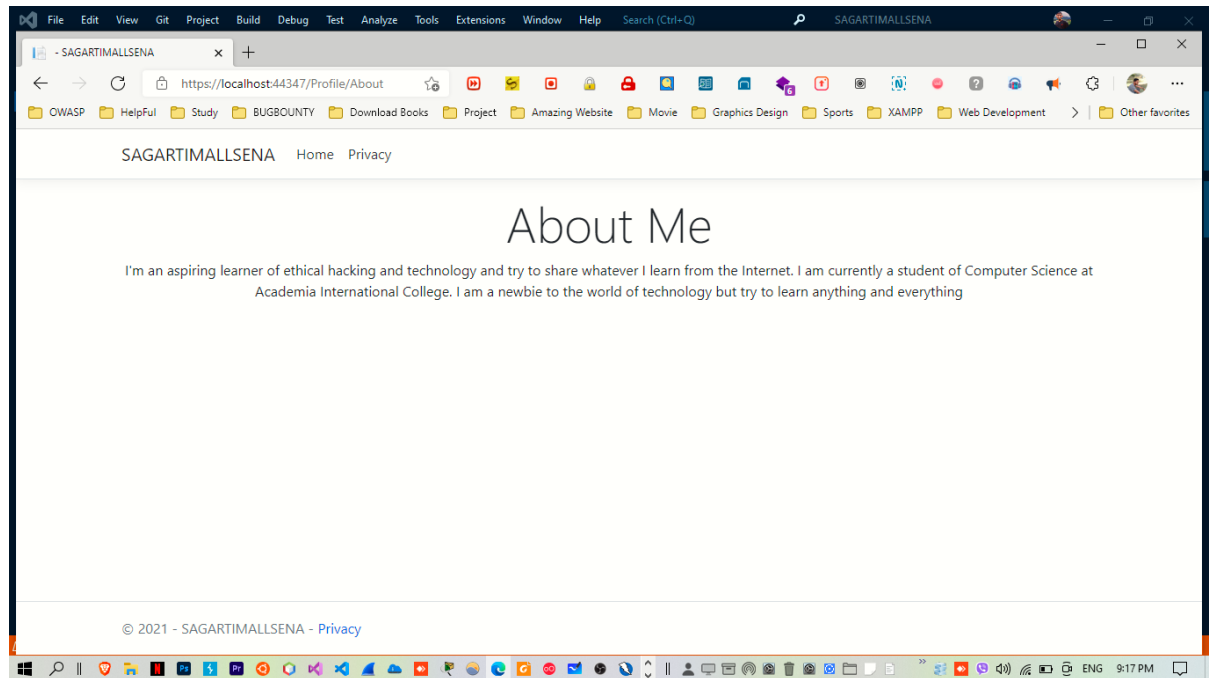 File Edit View Git Project Build Debug Test Analyze Tools Extensions Window Help Search (Ctrl+Q) SAGARTIMALLSENA
- SAGARTIMALLSENA
https://localhost:44347/Profile/About
OWASP HelpFul Study BUGBOUNTY Download Books Project Amazing Website Movie Graphics Design Sports XAMPP Web Development Other favorites
SAGARTIMALLSENA Home Privacy
About Me
I'm an aspiring learner of ethical hacking and technology and try to share whatever I learn from the Internet. I am currently a student of Computer Science at
Academia International College. I am a newbie to the world of technology but try to learn anything and everything
© 2021 - SAGARTIMALLSENA - Privacy
ENG 9:17 PM